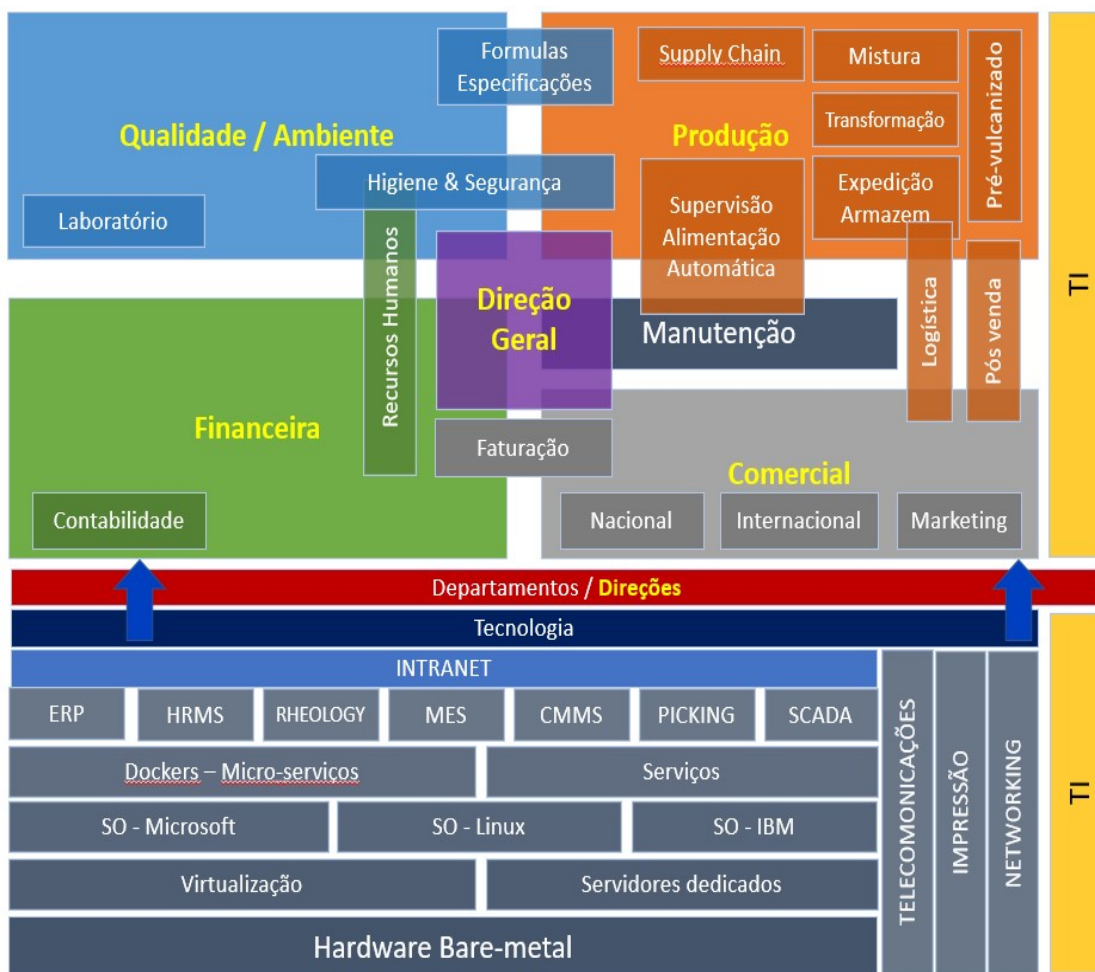 Formulas
Especificações
Supply Chain
Mistura
Pré-vulcanizado
Transformação
Qualidade / Ambiente
Produção
Higiene & Segurança
Expedição
Armazem
Laboratório
Supervisão
Alimentação
Automática
Recursos Humanos
Direção
Geral
Manutenção
Logística
Pós venda
TI
Financeira
Faturação
Comercial
Contabilidade
Nacional
Internacional
Marketing
Departamentos / Direções
Tecnologia
INTRANET
ERP
HRMS
RHEOLOGY
MES
CMMS
PICKING
SCADA
TELECOMONICAÇÕES
IMPRESSÃO
NETWORKING
TI
Dockers – Micro-serviços
Serviços
SO - Microsoft
SO - Linux
SO - IBM
Virtualização
Servidores dedicados
Hardware Bare-metal